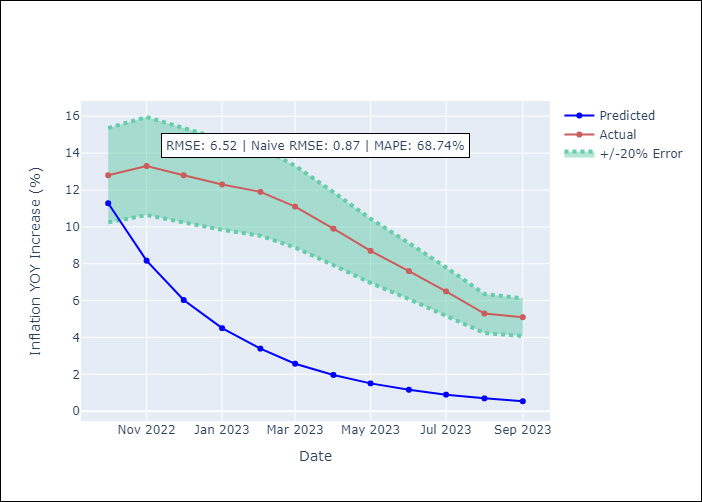 RMSE: 6.52 | Naive RMSE: 0.87 | MAPE: 68.74%
Predicted
Actual
+/-20% Error
Inflation YOY Increase (%)
16
14
12
10
8
6
4
2
0
Nov 2022
Jan 2023
Mar 2023
May 2023
Jul 2023
Sep 2023
Date